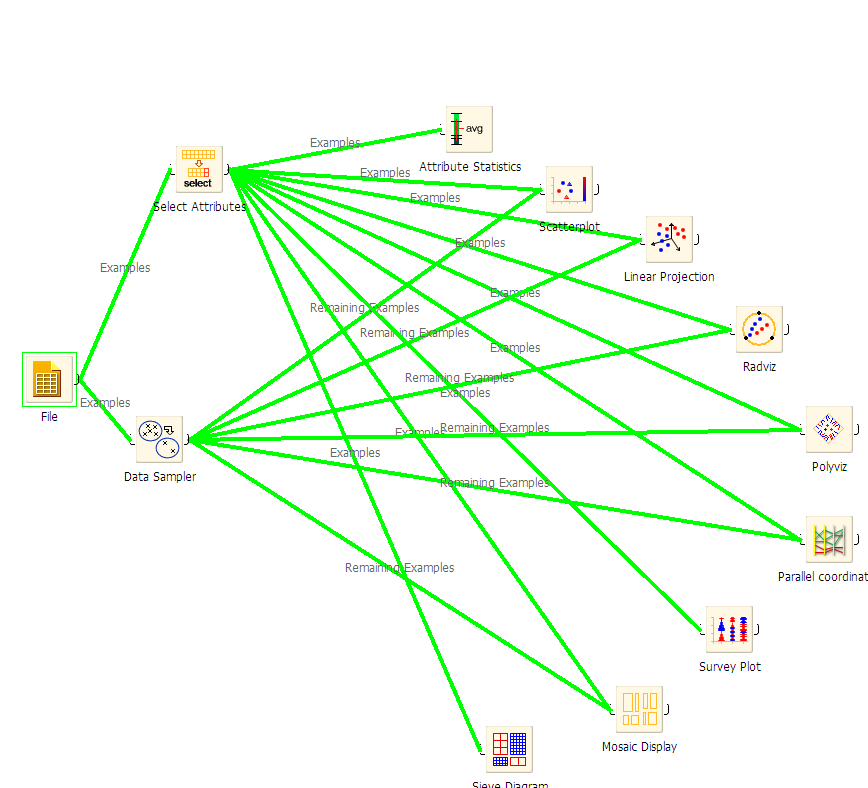 avg
Examples
Attribute Statistics
select
Select Attributes
Examples
Examples
Scatterplot
Examples
Linear Projection
Examples
Examples
Remaining Examples
Remaining Examples
Examples
Radviz
Remaining Examples
Examples
File
Examples
Remaining Examples
Examples
Examples
Polyviz
Data Sampler
Remaining Examples
Remaining Examples
Parallel coordinat
Survey Plot
Mosaic Display
Sieve Diagram